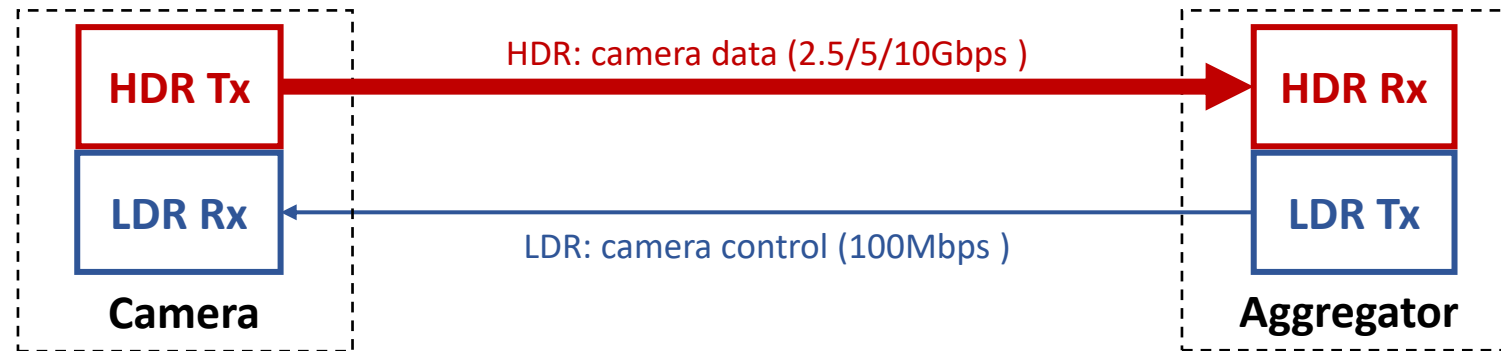 HDR: camera data (2.5/5/10Gbps )
HDR Tx
HDR Rx
LDR Rx
LDR Tx
LDR: camera control (100Mbps )
Camera
Aggregator